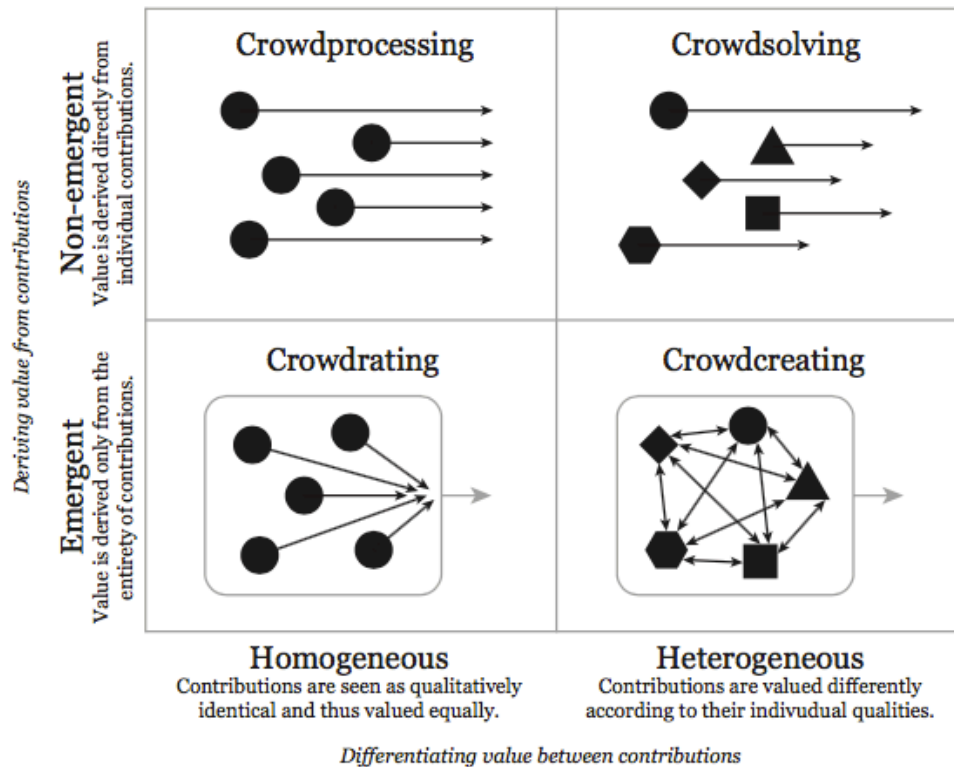 Crowdprocessing
Crowdsolving
Deriving value from contributions
Non-emergent
Value is derived directly from
individual contributions.
Crowdrating
Crowdcreating
Emergent
Value is derived only from the
entirety of contributions.
Homogeneous
Contributions are seen as qualitatively
identical and thus valued equally.
Heterogeneous
Contributions are valued differently
according to their indivudual qualities.
Differentiating value between contributions